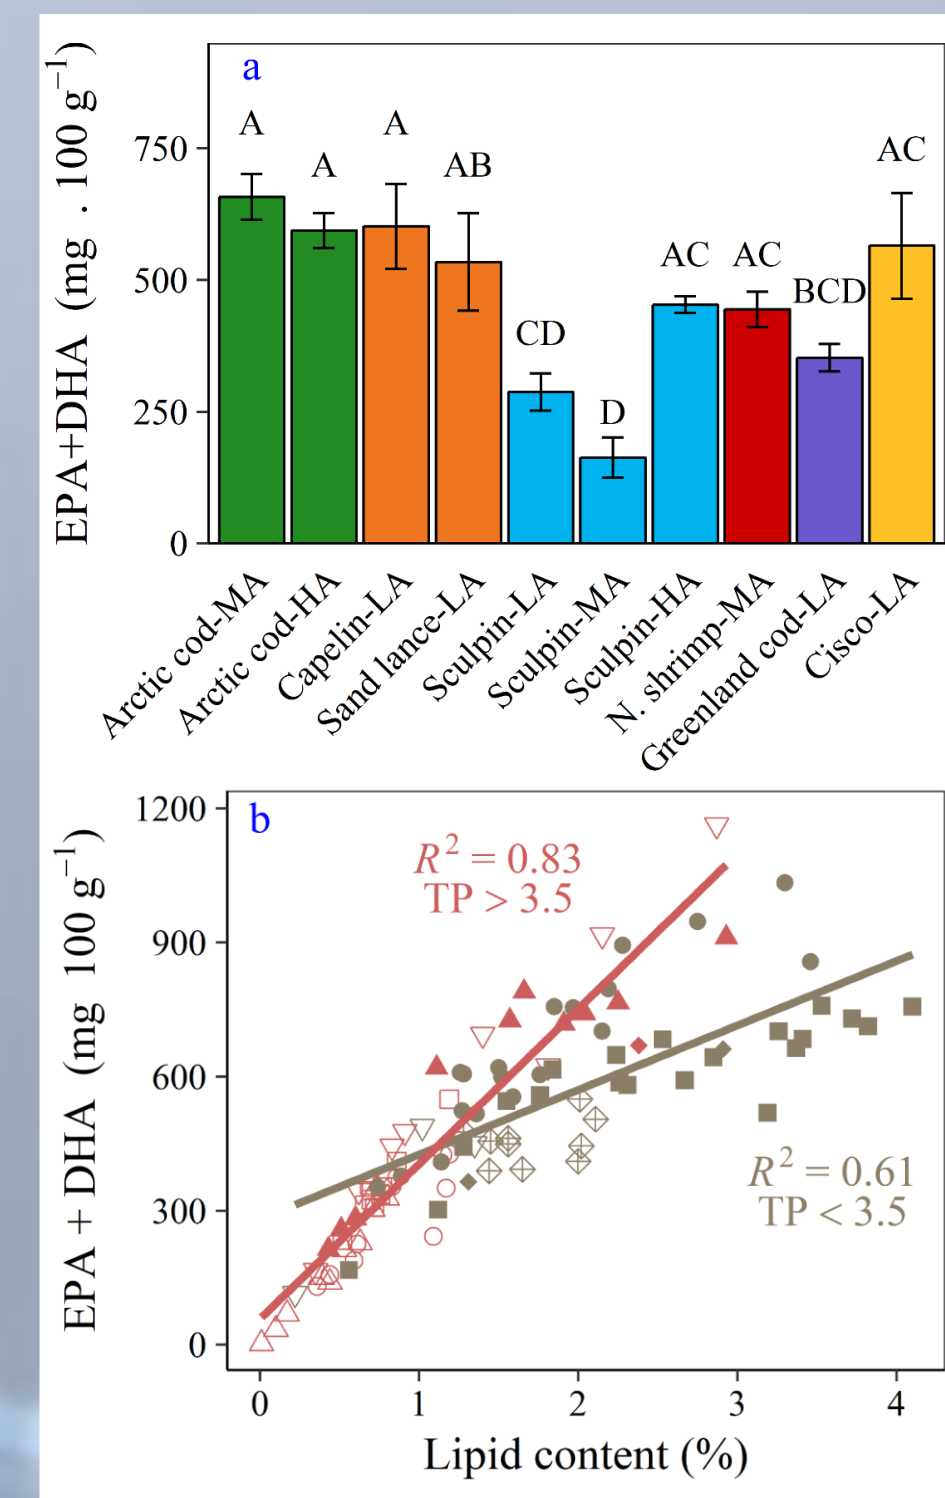 a
EPA+DHA (mg . 100 g⁻¹)
750
500
250
0
A
A
A
AB
CD
D
AC
AC
BCD
AC
Arctic cod-MA
Arctic cod-HA
Capelin-LA
Sand lance-LA
Sculpin-LA
Sculpin-MA
Sculpin-HA
N. shrimp-MA
Greenland cod-LA
Cisco-LA
b
EPA + DHA (mg 100 g⁻¹)
1200
900
600
300
0
R² = 0.83
TP > 3.5
R² = 0.61
TP < 3.5
0 1 2 3 4
Lipid content (%)